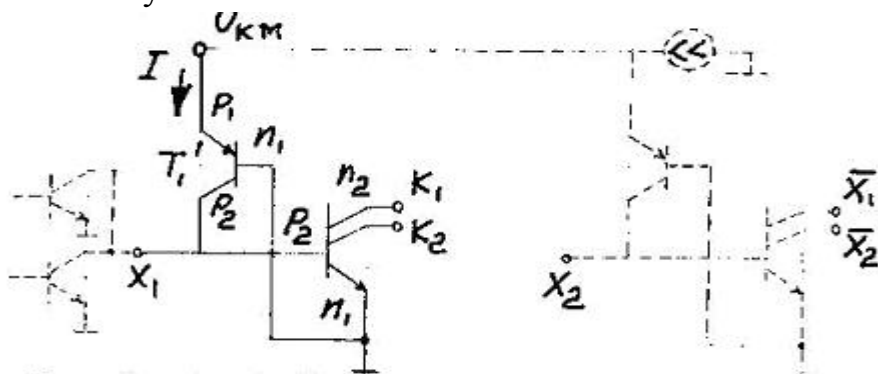 U_KM
I
P₁
n₁
T₁'
P₂
n₂
K₁
K₂
P₂
X₁
n₁
<<
X₂
X̅₁
X̅₂